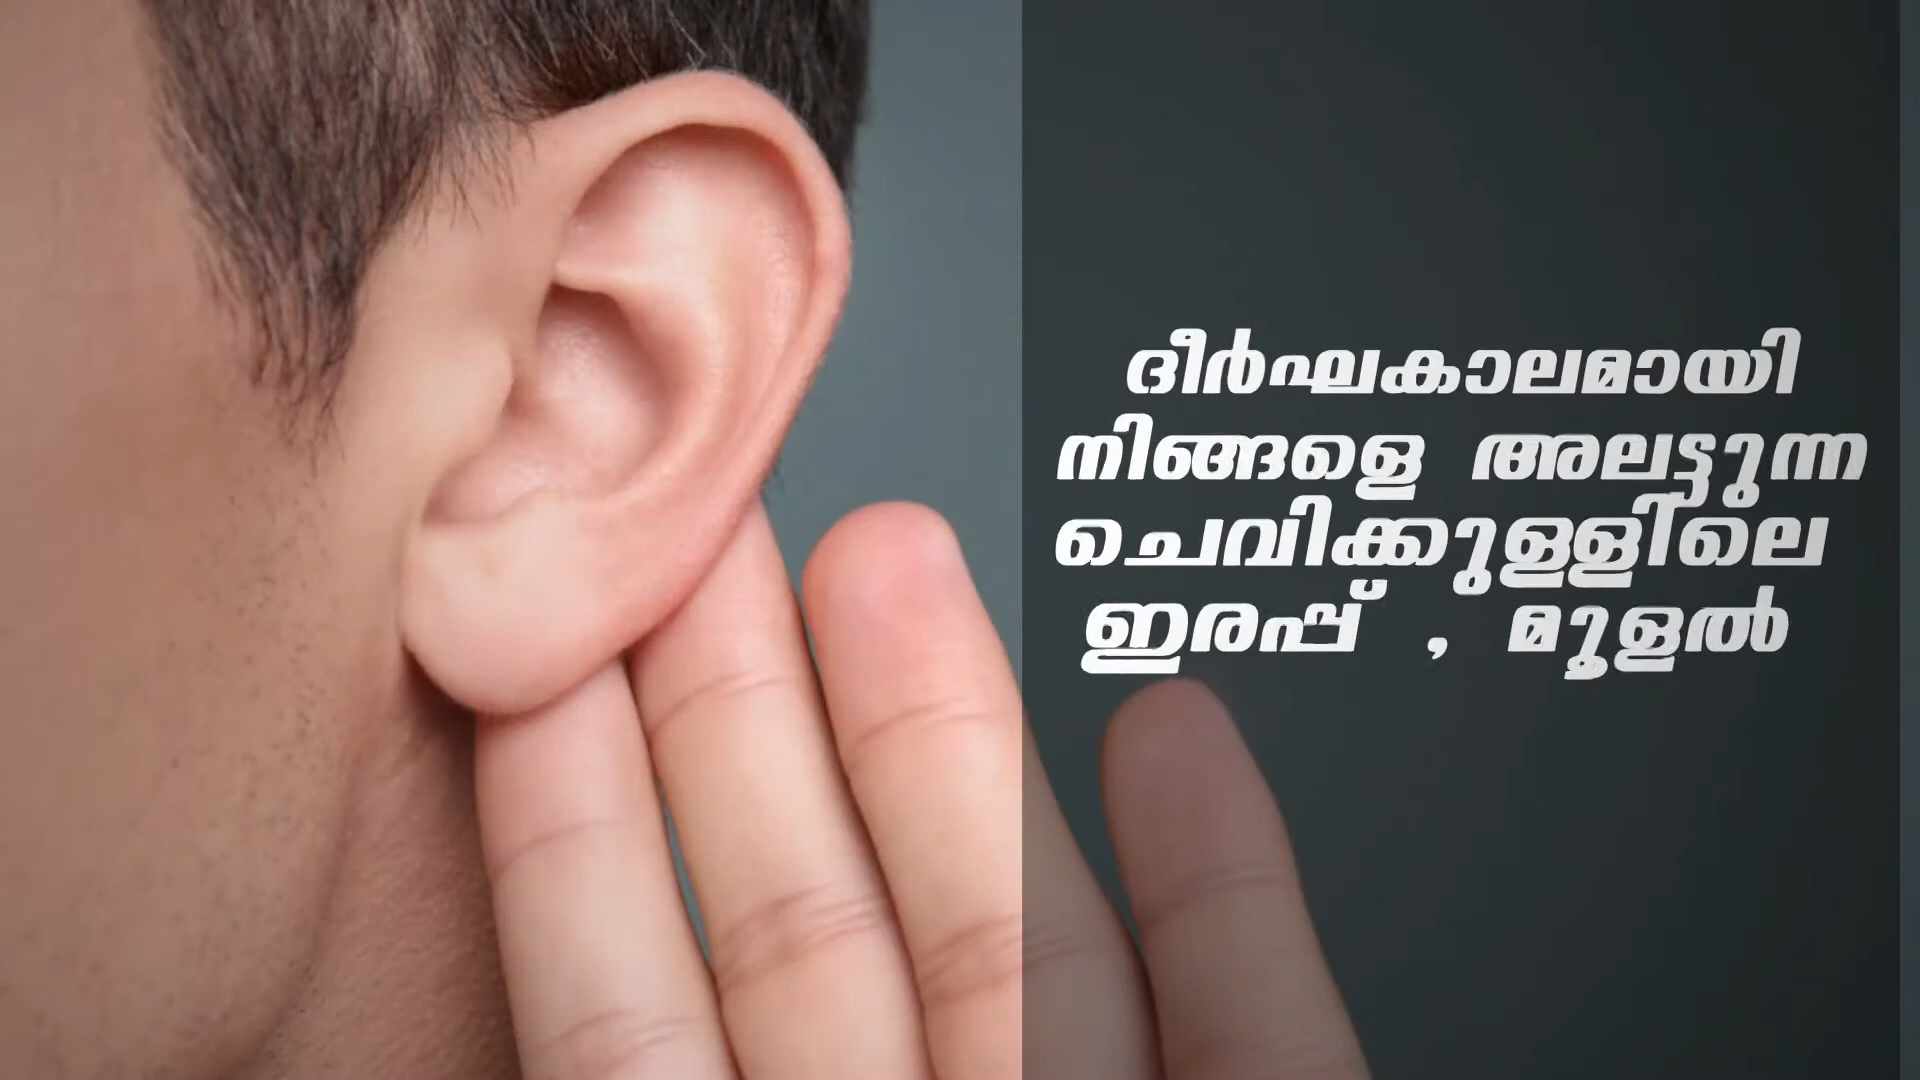 ദീർഘകാലമായി
നിങ്ങളെ അലട്ടുന്ന
ചെവിക്കുള്ളിലെ
ഇരപ്പ് , മൂളൽ